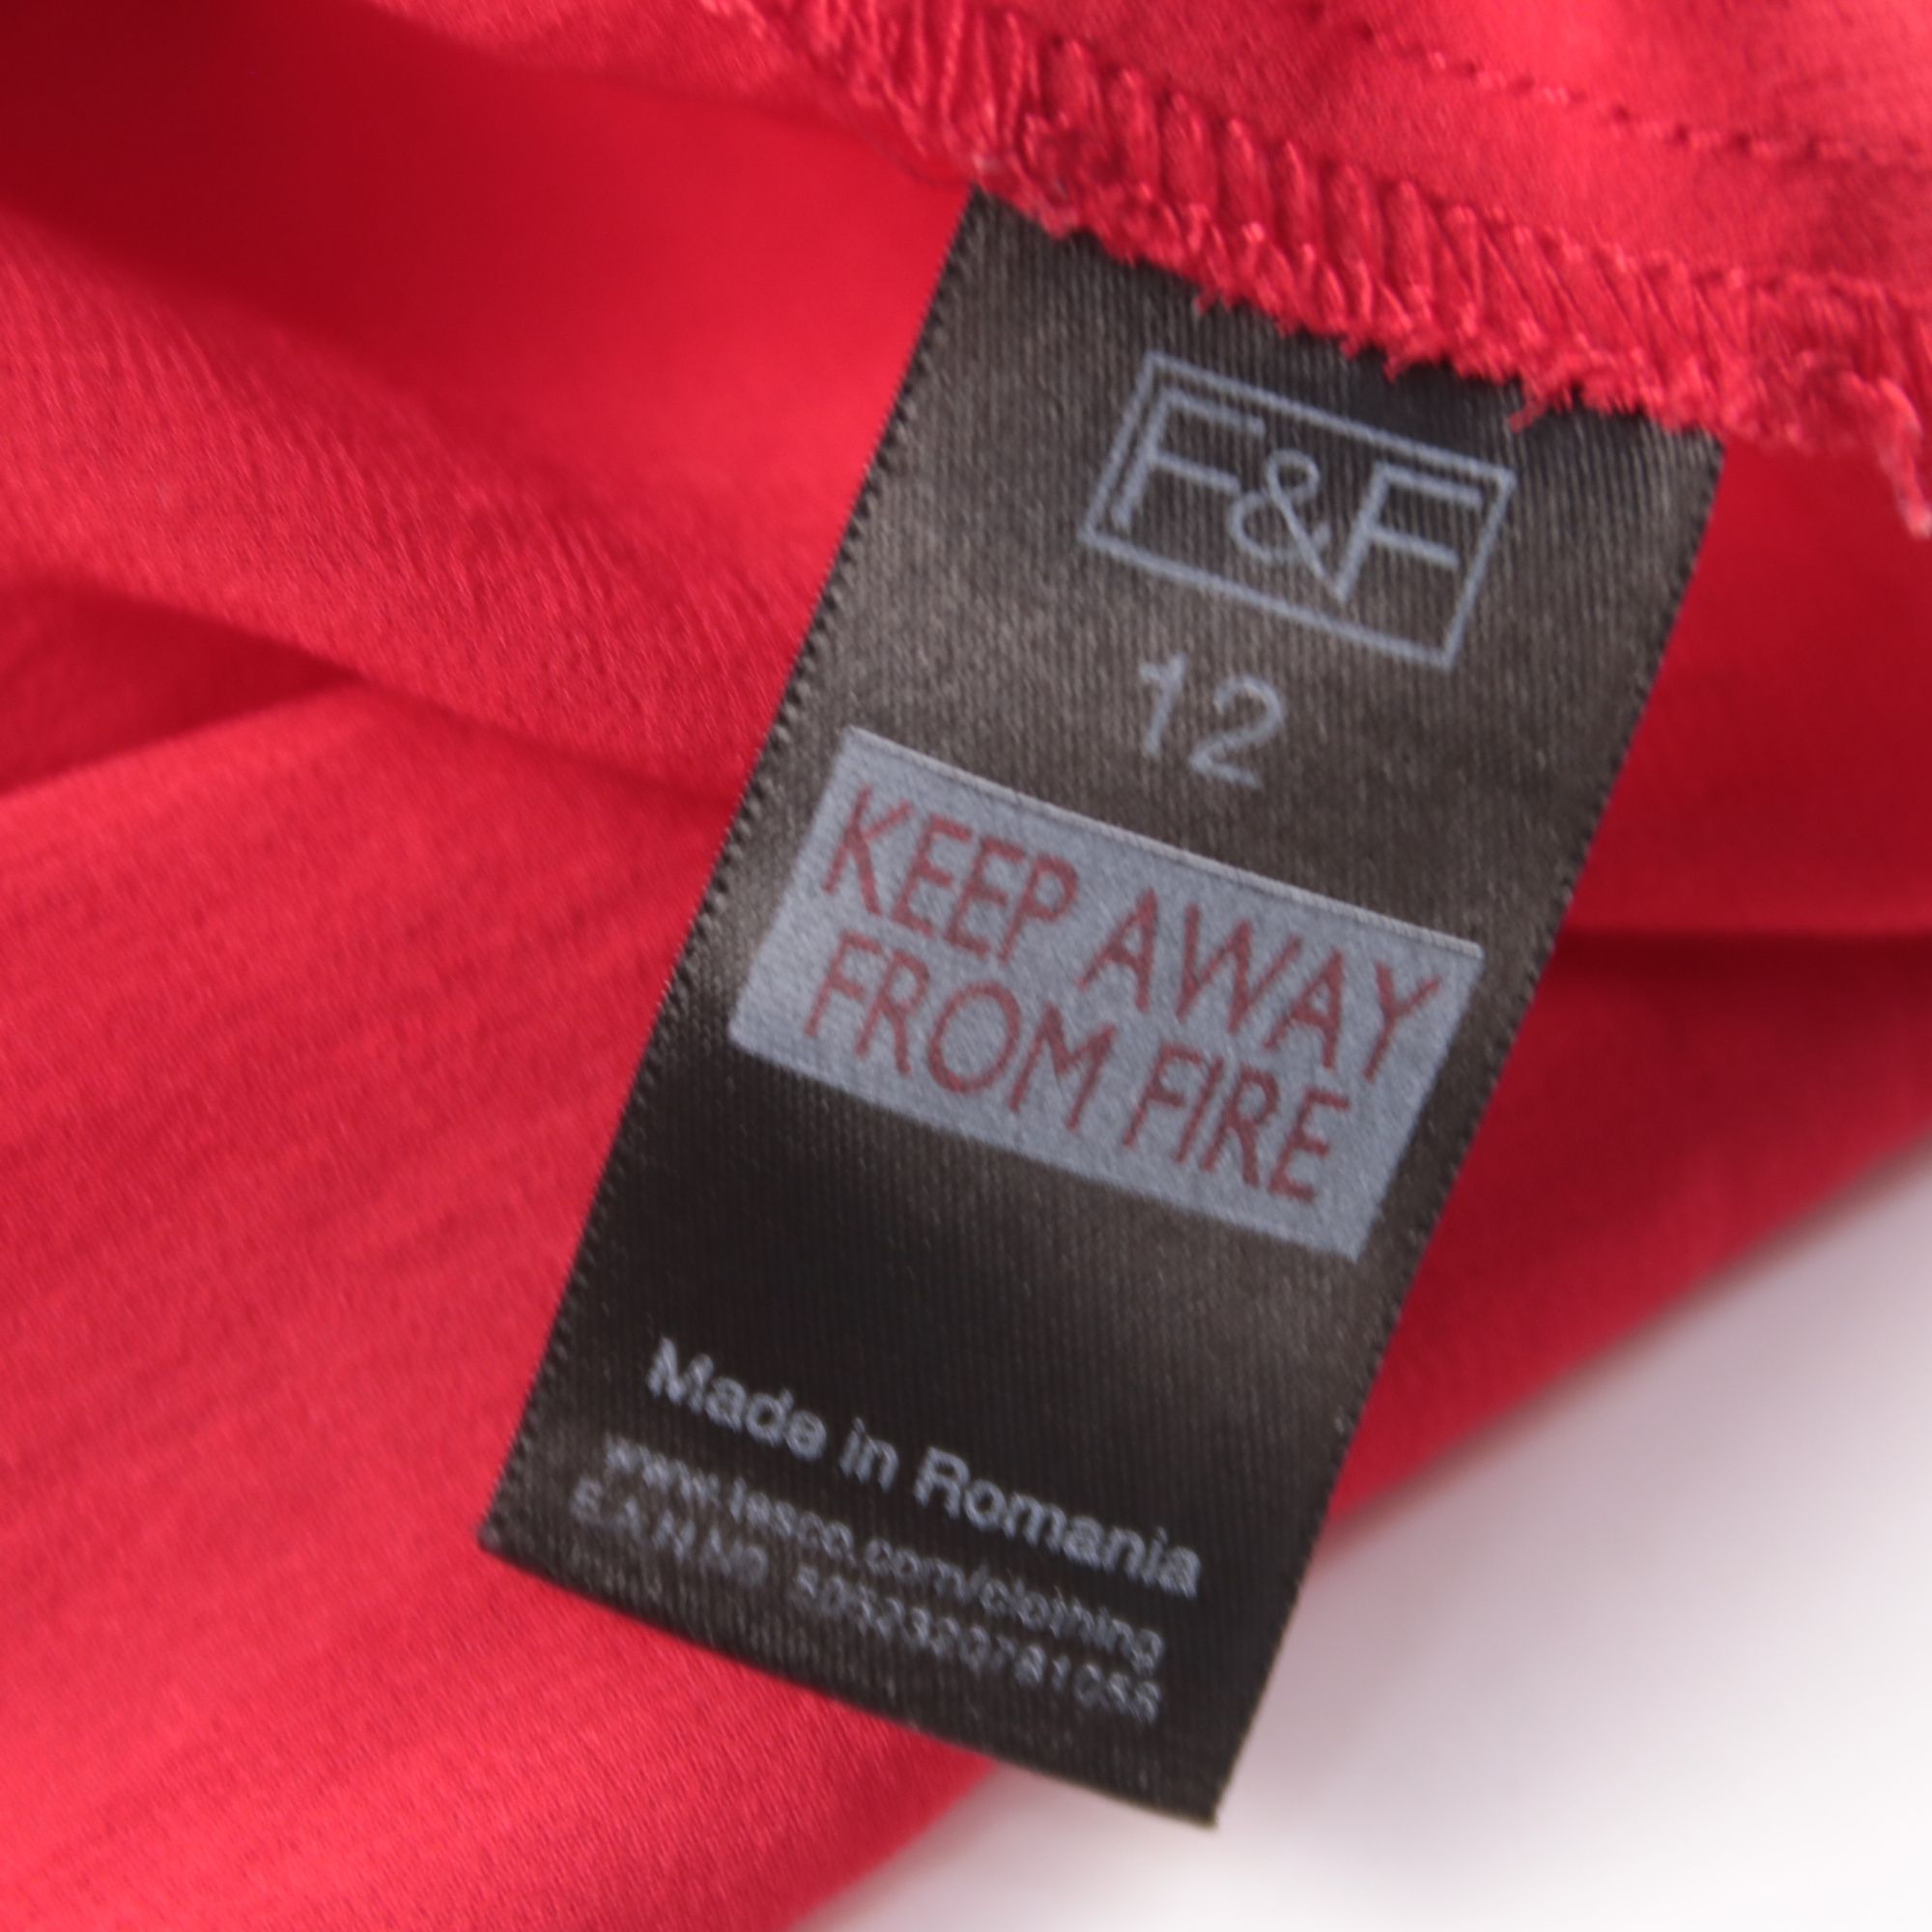 F&F
12
KEEP AWAY
FROM FIRE
Made in Romania
www.tesco.com/clothing